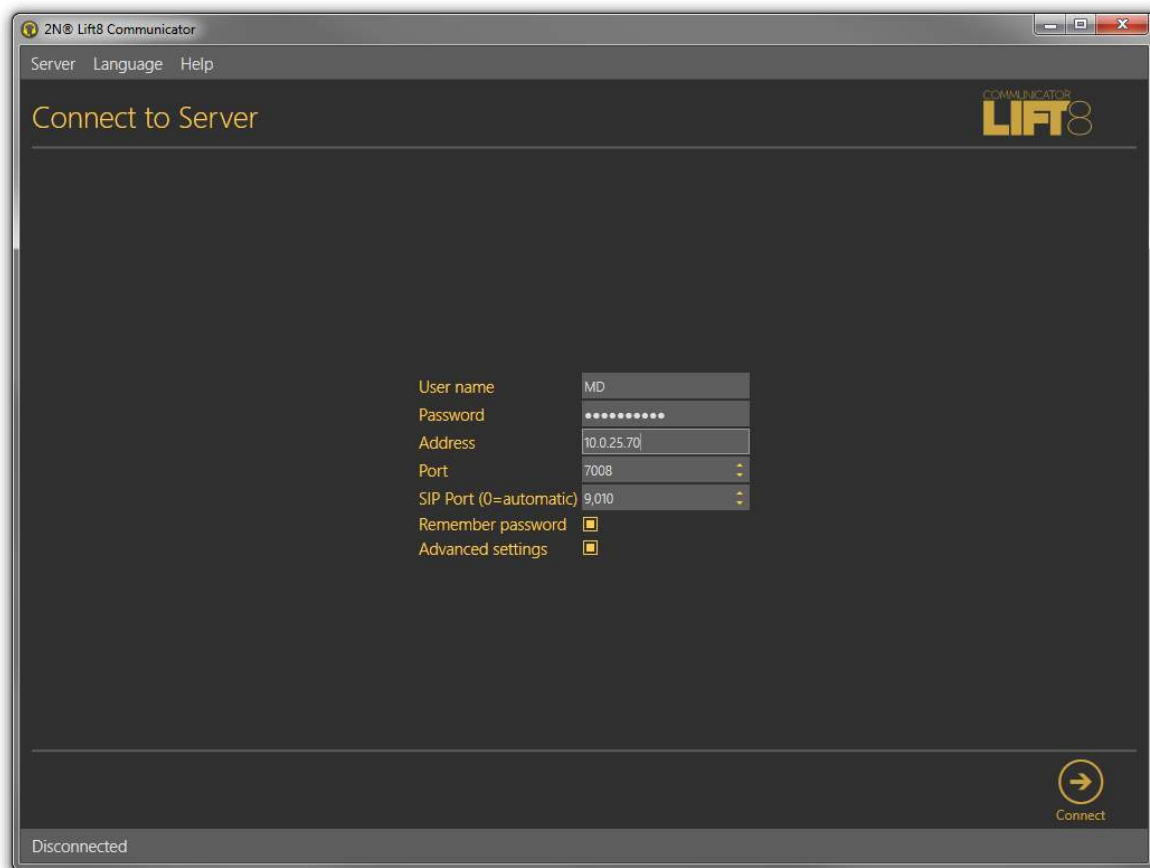 2N® Lift8 Communicator
Server Language Help
Connect to Server
COMMUNICATOR
LIFT8
User name MD
Password ••••••••••
Address 10.0.25.70
Port 7008
SIP Port (0=automatic) 9,010
Remember password
Advanced settings
Connect
Disconnected